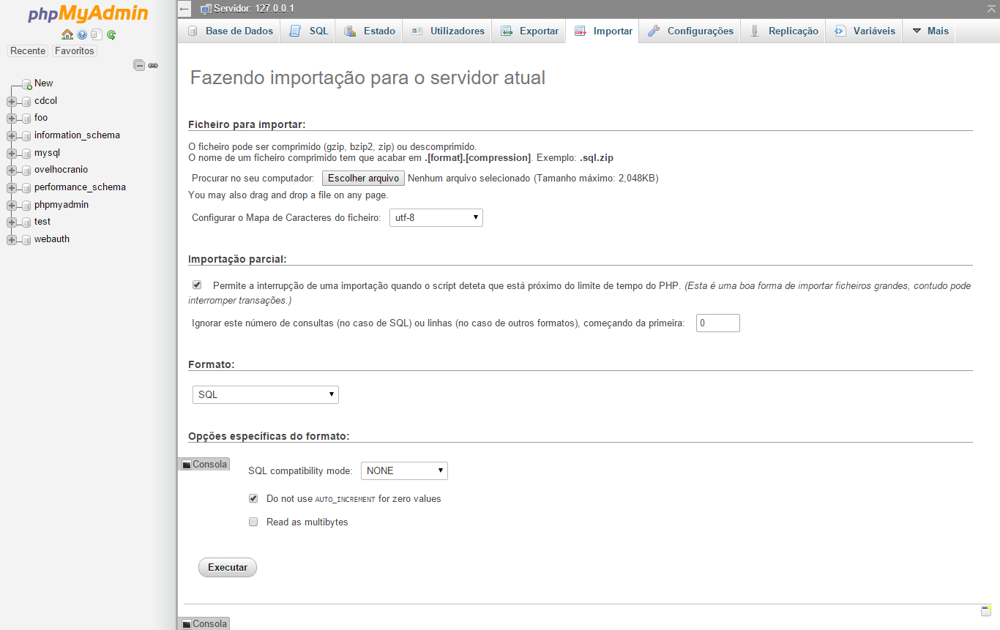 phpMyAdmin
Recente Favoritos
New
cdcol
foo
information_schema
mysql
ovelhocranio
performance_schema
phpmyadmin
test
webauth
Servidor: 127.0.0.1
Base de Dados SQL Estado Utilizadores Exportar Importar Configurações Replicação Variáveis Mais
Fazendo importação para o servidor atual
Ficheiro para importar:
O ficheiro pode ser comprimido (gzip, bzip2, zip) ou descomprimido.
O nome de um ficheiro comprimido tem que acabar em .[format].[compression]. Exemplo: .sql.zip
Procurar no seu computador: Escolher arquivo Nenhum arquivo selecionado (Tamanho máximo: 2,048KB)
You may also drag and drop a file on any page.
Configurar o Mapa de Caracteres do ficheiro: utf-8
Importação parcial:
Permite a interrupção de uma importação quando o script deteta que está próximo do limite de tempo do PHP. (Esta é uma boa forma de importar ficheiros grandes, contudo pode
interromper transações.)
Ignorar este número de consultas (no caso de SQL) ou linhas (no caso de outros formatos), começando da primeira: 0
Formato:
SQL
Opções específicas do formato:
Consola
SQL compatibility mode: NONE
Do not use AUTO_INCREMENT for zero values
Read as multibytes
Executar
Consola